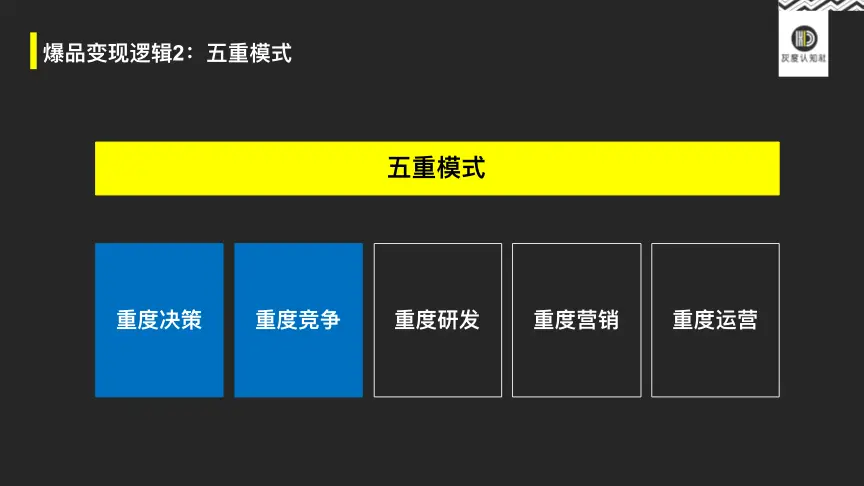 爆品变现逻辑2：五重模式
灰度认知社
五重模式
重度决策
重度竞争
重度研发
重度营销
重度运营